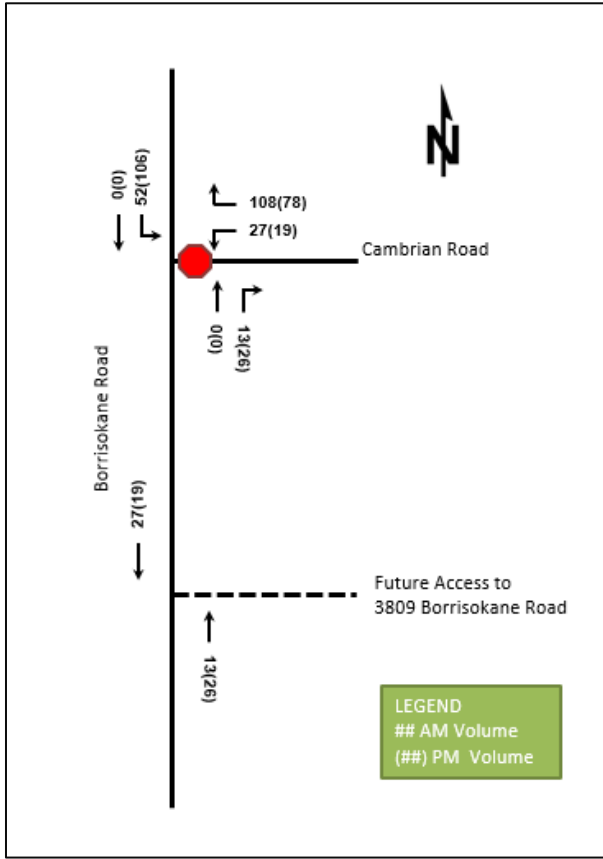 N
0(0)
52(106)
108(78)
27(19)
Cambrian Road
0(0)
13(26)
Borrisokane Road
27(19)
Future Access to
3809 Borrisokane Road
13(26)
LEGEND
## AM Volume
(##) PM Volume